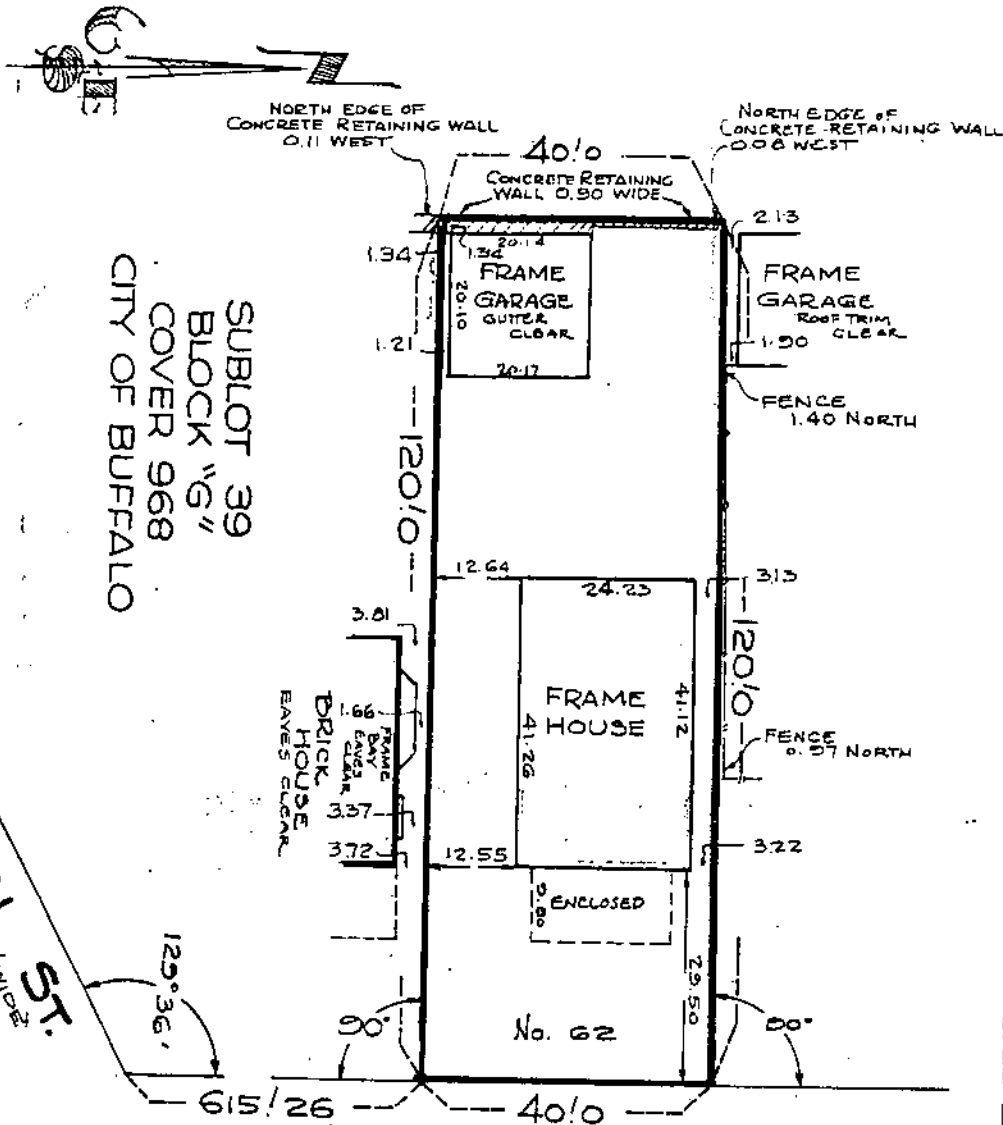 NORTH EDGE OF
CONCRETE RETAINING WALL
0.11 WEST
NORTH EDGE OF
CONCRETE RETAINING WALL
0.08 WEST
40!0
CONCRETE RETAINING
WALL 0.90 WIDE
2.13
1.94
1.94
20.14
FRAME
GARAGE
GUTTER
CLEAR
20.10
FRAME
GARAGE
ROOF TRIM
CLEAR
1.21
20.17
1.90
FENCE
1.40 NORTH
SUBLOT 39
BLOCK "G"
COVER 968
CITY OF BUFFALO
120!0
12.64
24.23
3.13
3.81
120!0
FRAME
HOUSE
41.12
41.26
1.66
FRAME
BAY
EAVES
CLEAR
BRICK
HOUSE
EAVES CLEAR
FENCE
0.97 NORTH
3.37
3.72
12.55
3.22
9.80
ENCLOSED
29.50
ST.
WIDE
129°36'
90°
No. 62
90°
615!26
40!0